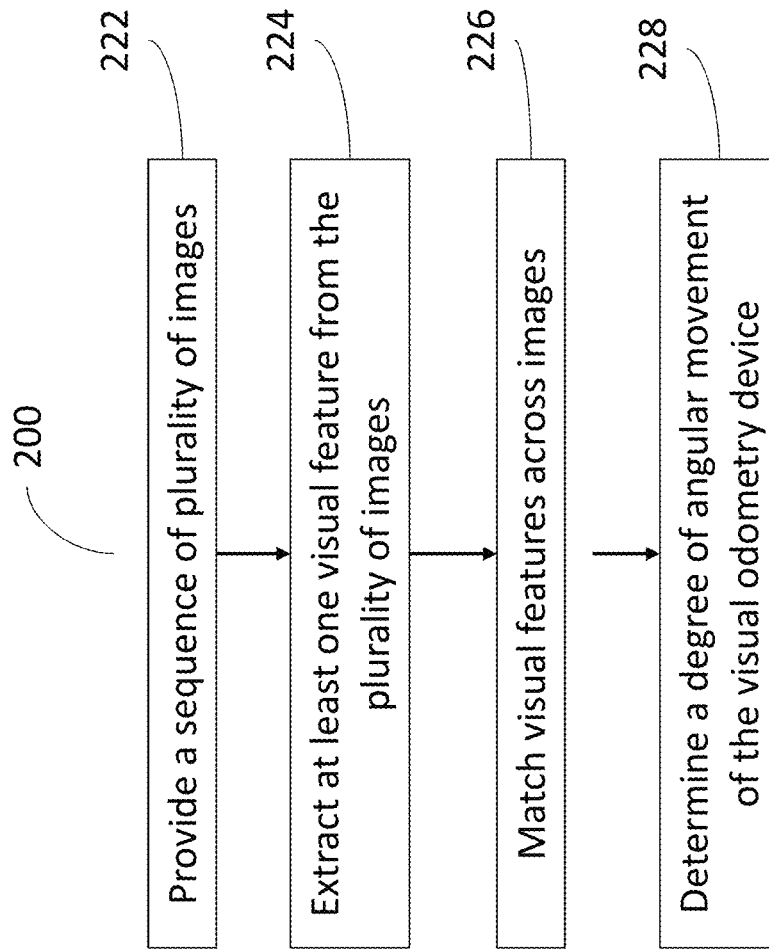 200
Provide a sequence of plurality of images
222
Extract at least one visual feature from the
plurality of images
224
Match visual features across images
226
Determine a degree of angular movement
of the visual odometry device
228